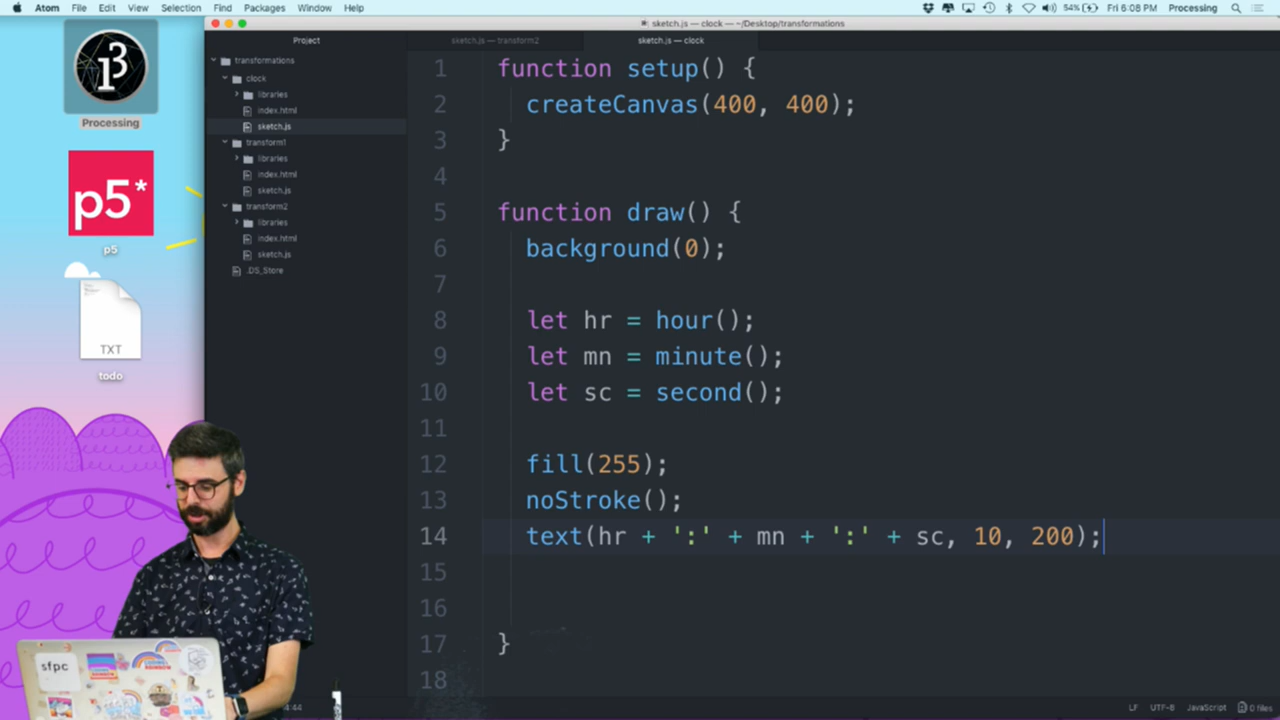 Atom File Edit View Selection Find Packages Window Help
54% Fri 6:08 PM Processing
sketch.js — clock — ~/Desktop/transformations
Project
sketch.js — transform2
sketch.js — clock
transformations
clock
libraries
index.html
sketch.js
transform1
libraries
index.html
sketch.js
transform2
libraries
index.html
sketch.js
.DS_Store
Processing
p5*
p5
TXT
todo
1 function setup() {
2 createCanvas(400, 400);
3 }
4
5 function draw() {
6 background(0);
7
8 let hr = hour();
9 let mn = minute();
10 let sc = second();
11
12 fill(255);
13 noStroke();
14 text(hr + ':' + mn + ':' + sc, 10, 200);
15
16
17 }
18
sfpc
:44
LF UTF-8 JavaScript 0 files